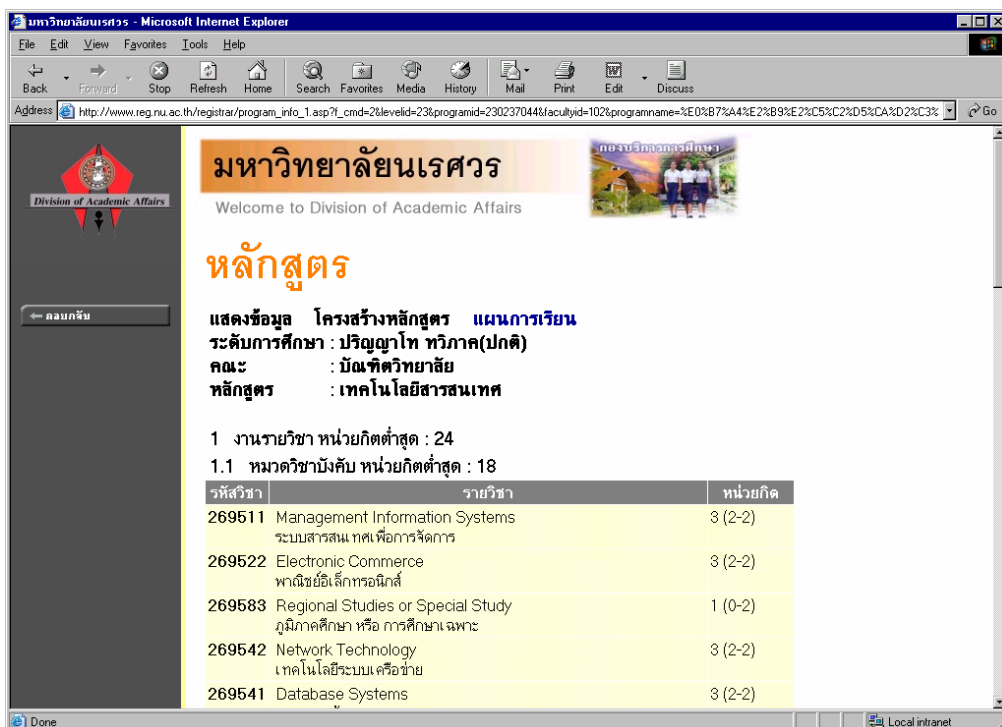 มหาวิทยาลัยนเรศวร - Microsoft Internet Explorer
File Edit View Favorites Tools Help
Back Forward Stop Refresh Home Search Favorites Media History Mail Print Edit Discuss
Address http://www.reg.nu.ac.th/registrar/program_info_1.asp?f_cmd=2&levelid=23&programid=230237044&facultyid=102&programname=%E0%B7%A4%E2%B9%E2%C5%C2%D5%CA%D2%C3% Go
Division of Academic Affairs
มหาวิทยาลัยนเรศวร
กองบริการการศึกษา
Welcome to Division of Academic Affairs
หลักสูตร
ถอยกลับ
แสดงข้อมูล โครงสร้างหลักสูตร แผนการเรียน
ระดับการศึกษา : ปริญญาโท ทวิภาค(ปกติ)
คณะ : บัณฑิตวิทยาลัย
หลักสูตร : เทคโนโลยีสารสนเทศ
1 งานรายวิชา หน่วยกิตต่ำสุด : 24
1.1 หมวดวิชาบังคับ หน่วยกิตต่ำสุด : 18
รหัสวิชา รายวิชา หน่วยกิต
269511 Management Information Systems 3 (2-2)
ระบบสารสนเทศเพื่อการจัดการ
269522 Electronic Commerce 3 (2-2)
พาณิชย์อิเล็กทรอนิกส์
269583 Regional Studies or Special Study 1 (0-2)
ภูมิภาคศึกษา หรือ การศึกษาเฉพาะ
269542 Network Technology 3 (2-2)
เทคโนโลยีระบบเครือข่าย
269541 Database Systems 3 (2-2)
Done Local intranet